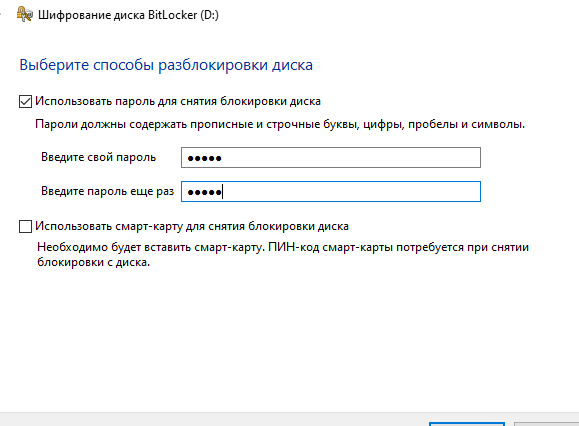 Шифрование диска BitLocker (D:)
Выберите способы разблокировки диска
Использовать пароль для снятия блокировки диска
Пароли должны содержать прописные и строчные буквы, цифры, пробелы и символы.
Введите свой пароль ●●●●●
Введите пароль еще раз ●●●●●
Использовать смарт-карту для снятия блокировки диска
Необходимо будет вставить смарт-карту. ПИН-код смарт-карты потребуется при снятии
блокировки с диска.